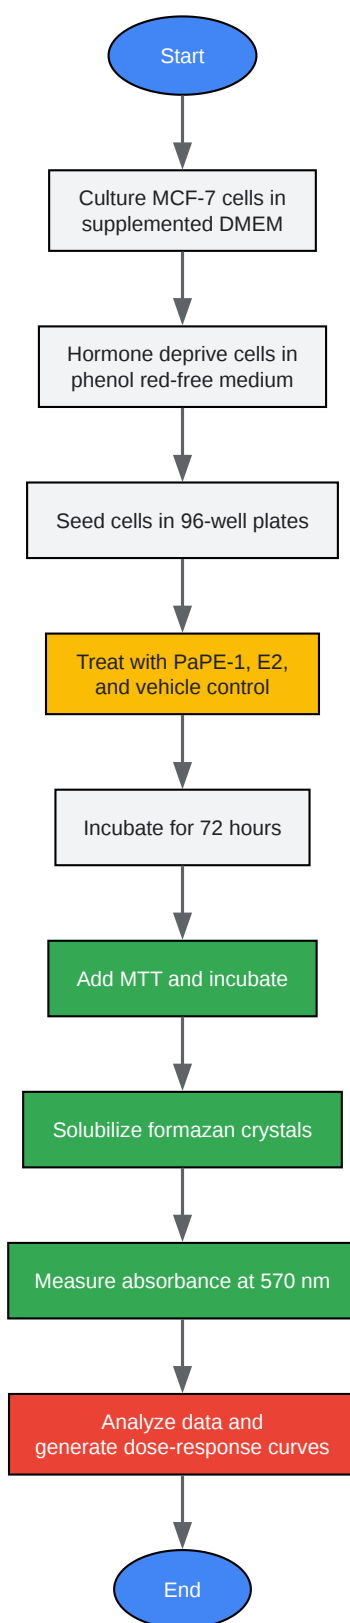 Start
Culture MCF-7 cells in
supplemented DMEM
Hormone deprive cells in
phenol red-free medium
Seed cells in 96-well plates
Treat with PaPE-1, E2,
and vehicle control
Incubate for 72 hours
Add MTT and incubate
Solubilize formazan crystals
Measure absorbance at 570 nm
Analyze data and
generate dose-response curves
End